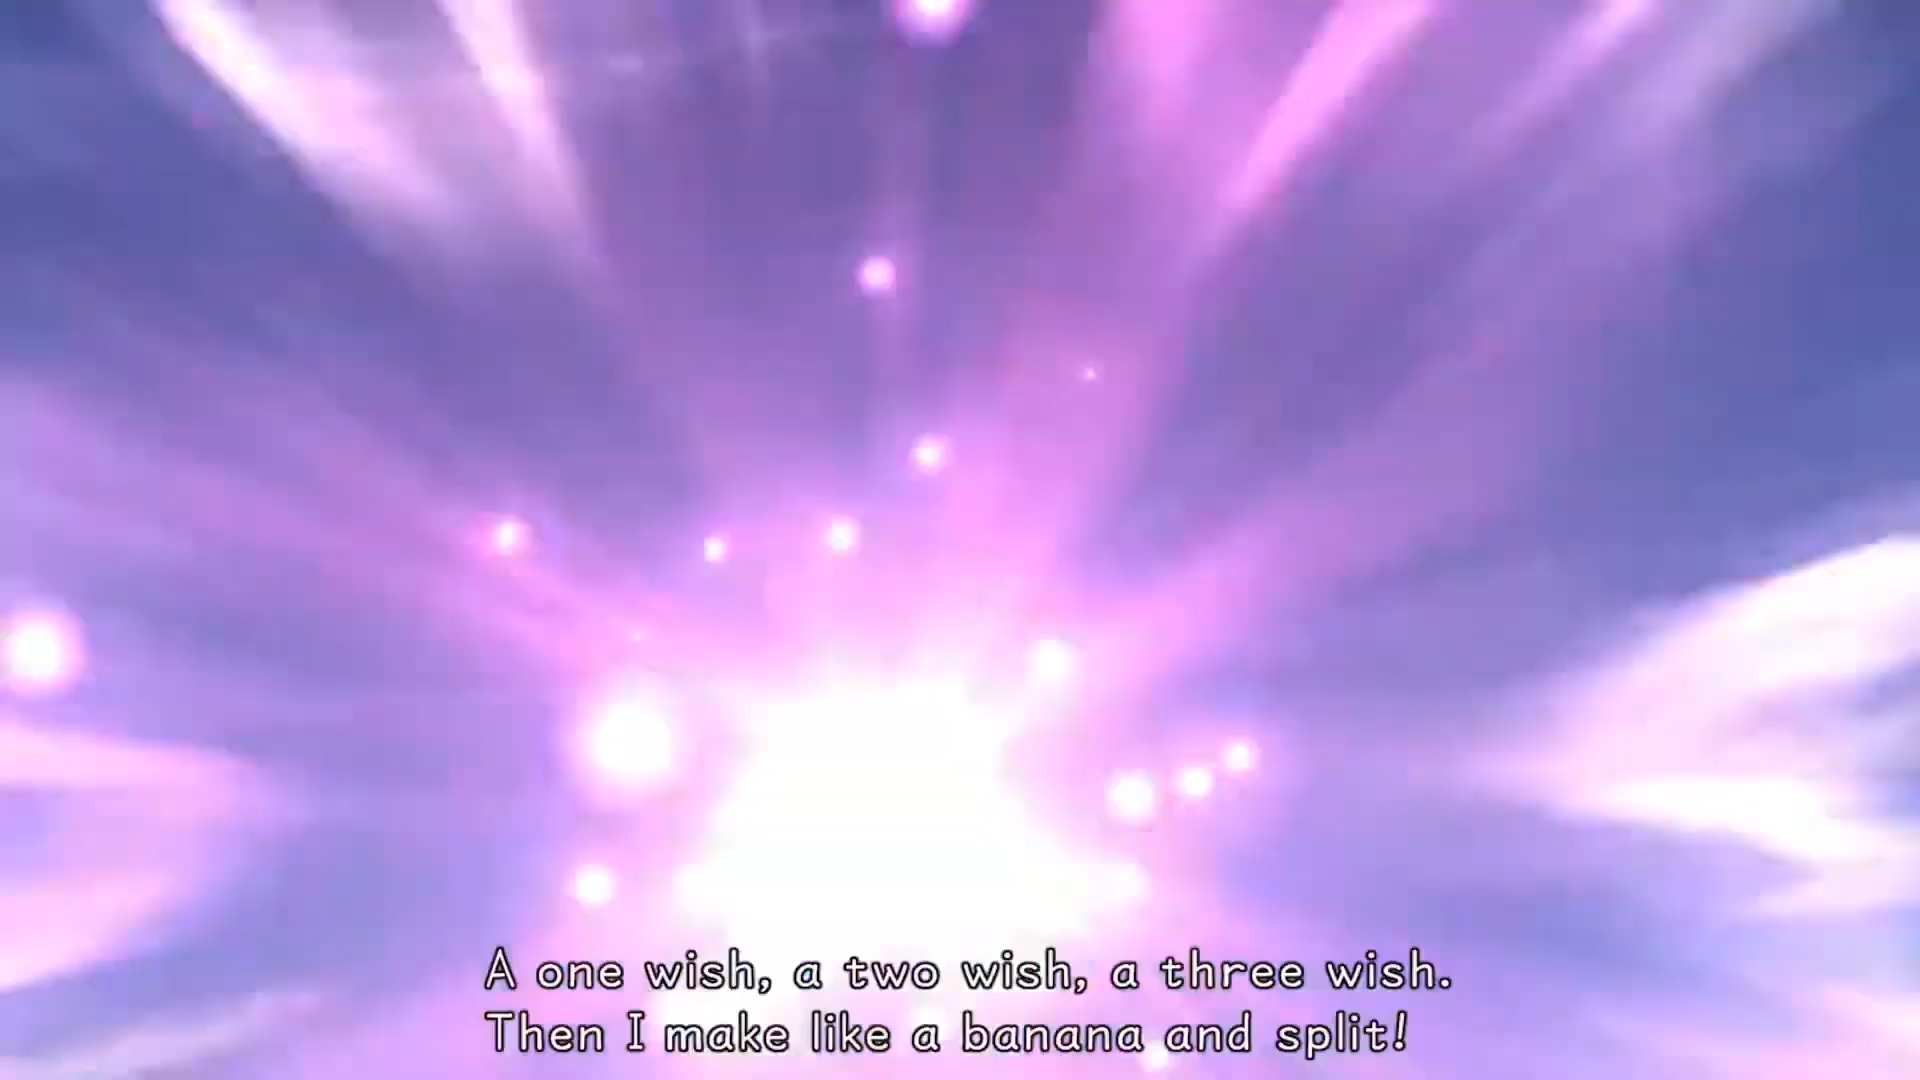 A one wish, a two wish, a three wish.
Then I make like a banana and split!